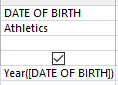 DATE OF BIRTH
Athletics
Year([DATE OF BIRTH])